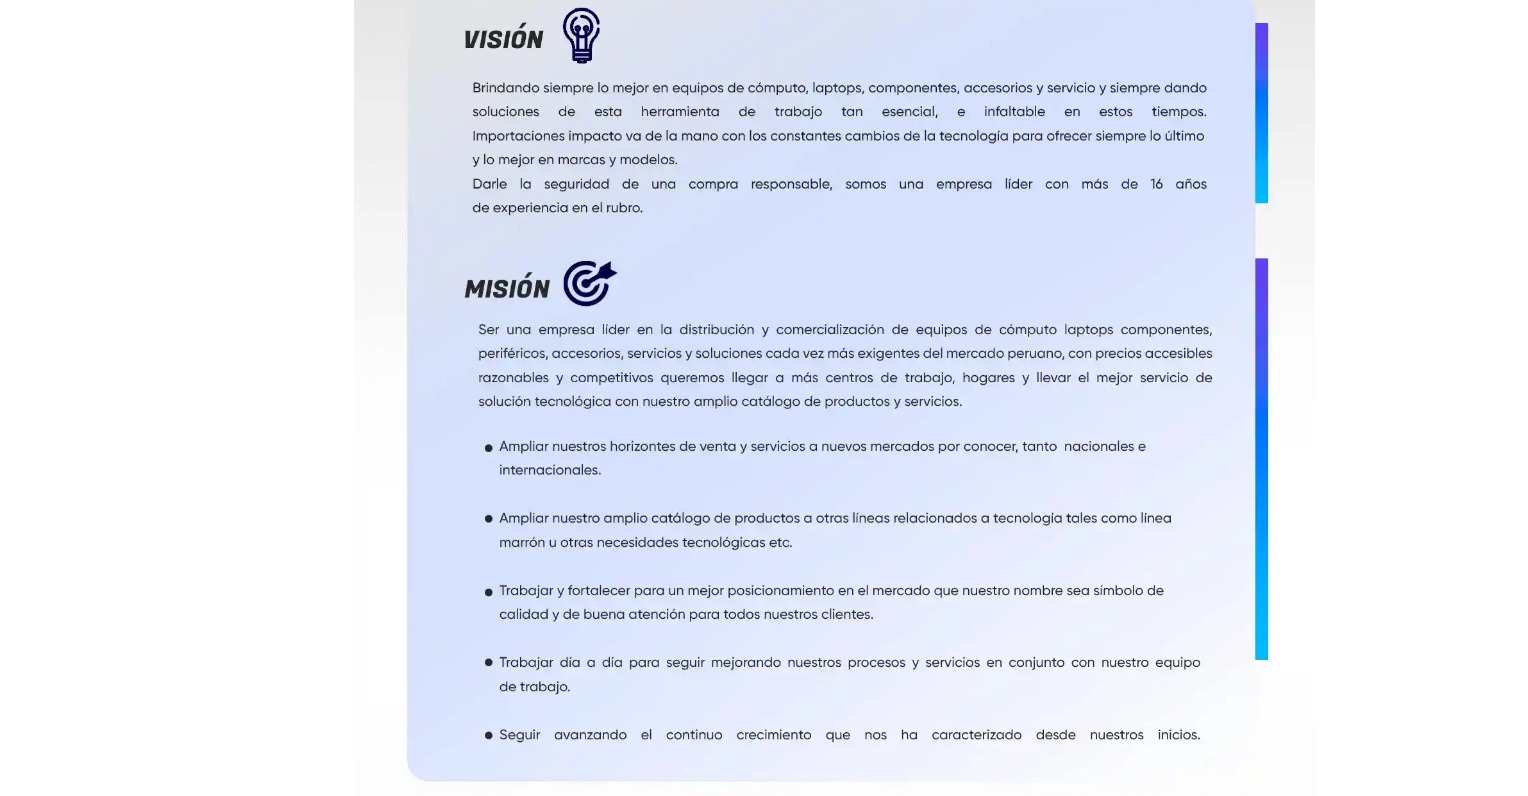 VISIÓN
Brindando siempre lo mejor en equipos de cómputo, laptops, componentes, accesorios y servicio y siempre dando
soluciones de esta herramienta de trabajo tan esencial, e infaltable en estos tiempos.
Importaciones impacto va de la mano con los constantes cambios de la tecnología para ofrecer siempre lo último
y lo mejor en marcas y modelos.
Darle la seguridad de una compra responsable, somos una empresa líder con más de 16 años
de experiencia en el rubro.
MISIÓN
Ser una empresa líder en la distribución y comercialización de equipos de cómputo laptops componentes,
periféricos, accesorios, servicios y soluciones cada vez más exigentes del mercado peruano, con precios accesibles
razonables y competitivos queremos llegar a más centros de trabajo, hogares y llevar el mejor servicio de
solución tecnológica con nuestro amplio catálogo de productos y servicios.
● Ampliar nuestros horizontes de venta y servicios a nuevos mercados por conocer, tanto nacionales e
internacionales.
● Ampliar nuestro amplio catálogo de productos a otras líneas relacionados a tecnología tales como línea
marrón u otras necesidades tecnológicas etc.
● Trabajar y fortalecer para un mejor posicionamiento en el mercado que nuestro nombre sea símbolo de
calidad y de buena atención para todos nuestros clientes.
● Trabajar día a día para seguir mejorando nuestros procesos y servicios en conjunto con nuestro equipo
de trabajo.
● Seguir avanzando el continuo crecimiento que nos ha caracterizado desde nuestros inicios.